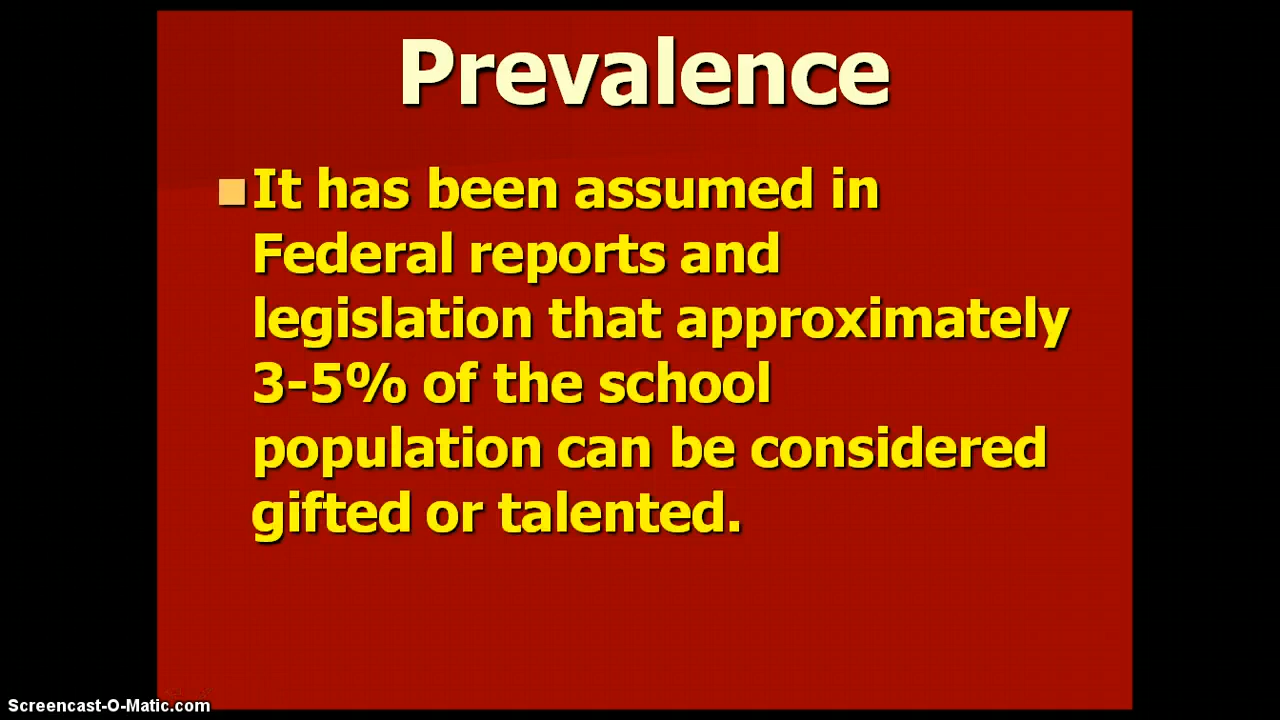 Prevalence
It has been assumed in
Federal reports and
legislation that approximately
3-5% of the school
population can be considered
gifted or talented.
Screencast-O-Matic.com